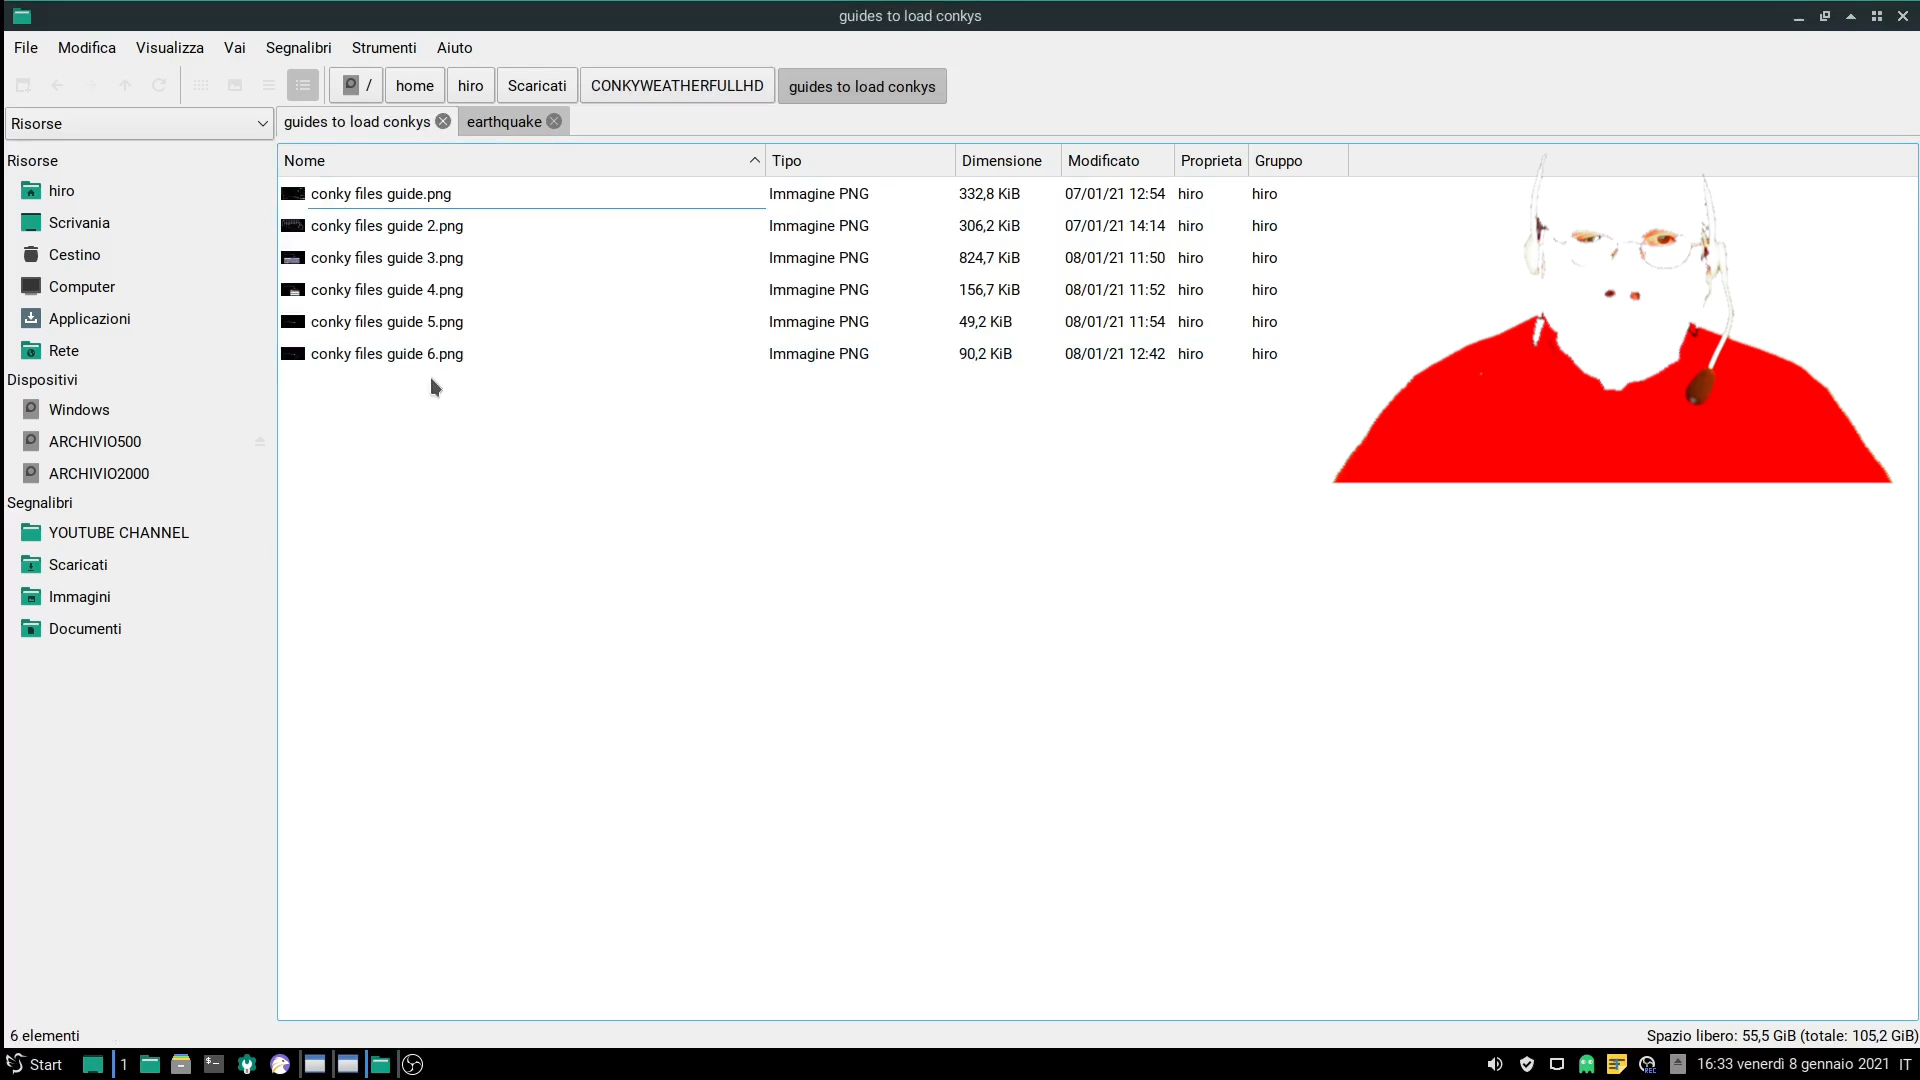 guides to load conkys
File Modifica Visualizza Vai Segnalibri Strumenti Aiuto
/ home hiro Scaricati CONKYWEATHERFULLHD guides to load conkys
Risorse
guides to load conkys earthquake
Nome Tipo Dimensione Modificato Proprieta Gruppo
conky files guide.png Immagine PNG 332,8 KiB 07/01/21 12:54 hiro hiro
conky files guide 2.png Immagine PNG 306,2 KiB 07/01/21 14:14 hiro hiro
conky files guide 3.png Immagine PNG 824,7 KiB 08/01/21 11:50 hiro hiro
conky files guide 4.png Immagine PNG 156,7 KiB 08/01/21 11:52 hiro hiro
conky files guide 5.png Immagine PNG 49,2 KiB 08/01/21 11:54 hiro hiro
conky files guide 6.png Immagine PNG 90,2 KiB 08/01/21 12:42 hiro hiro
Risorse
hiro
Scrivania
Cestino
Computer
Applicazioni
Rete
Dispositivi
Windows
ARCHIVIO500
ARCHIVIO2000
Segnalibri
YOUTUBE CHANNEL
Scaricati
Immagini
Documenti
6 elementi
Spazio libero: 55,5 GiB (totale: 105,2 GiB)
Start 1
REC
16:33 venerdì 8 gennaio 2021 IT